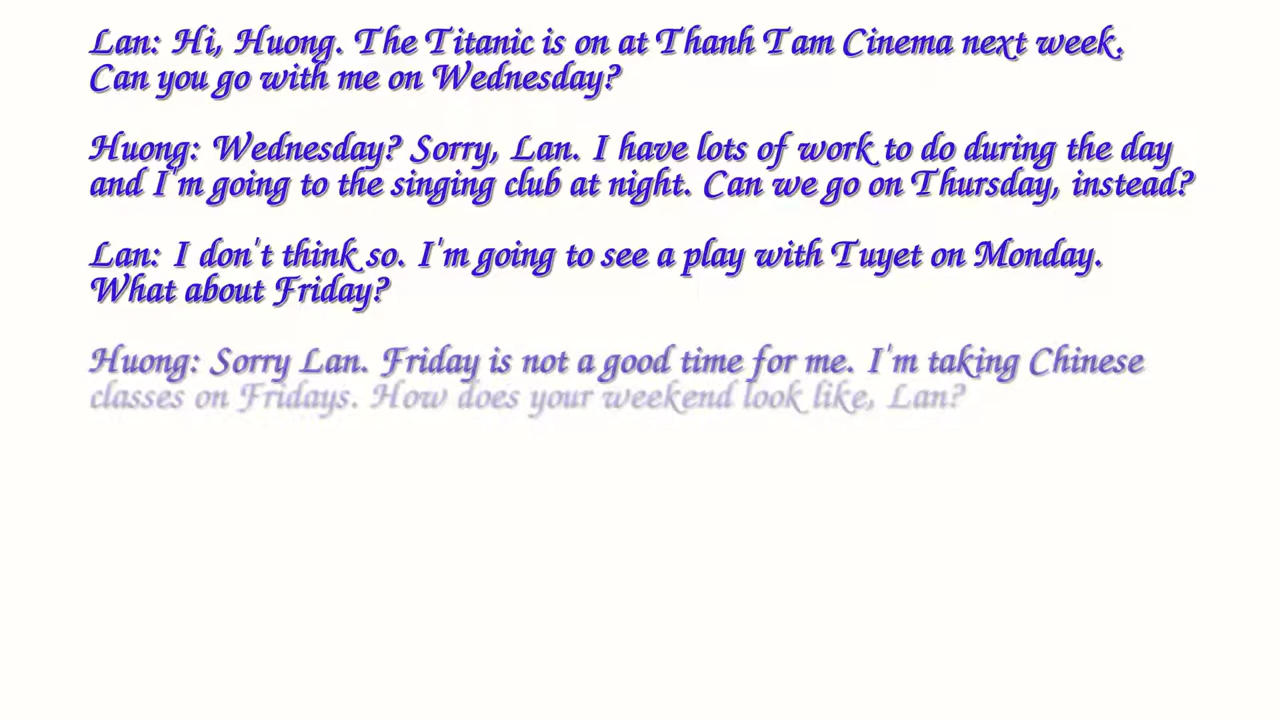 Lan: Hi, Huong. The Titanic is on at Thanh Tam Cinema next week.
Can you go with me on Wednesday?
Huong: Wednesday? Sorry, Lan. I have lots of work to do during the day
and I'm going to the singing club at night. Can we go on Thursday, instead?
Lan: I don't think so. I'm going to see a play with Tuyet on Monday.
What about Friday?
Huong: Sorry Lan. Friday is not a good time for me. I'm taking Chinese
classes on Fridays. How does your weekend look like, Lan?